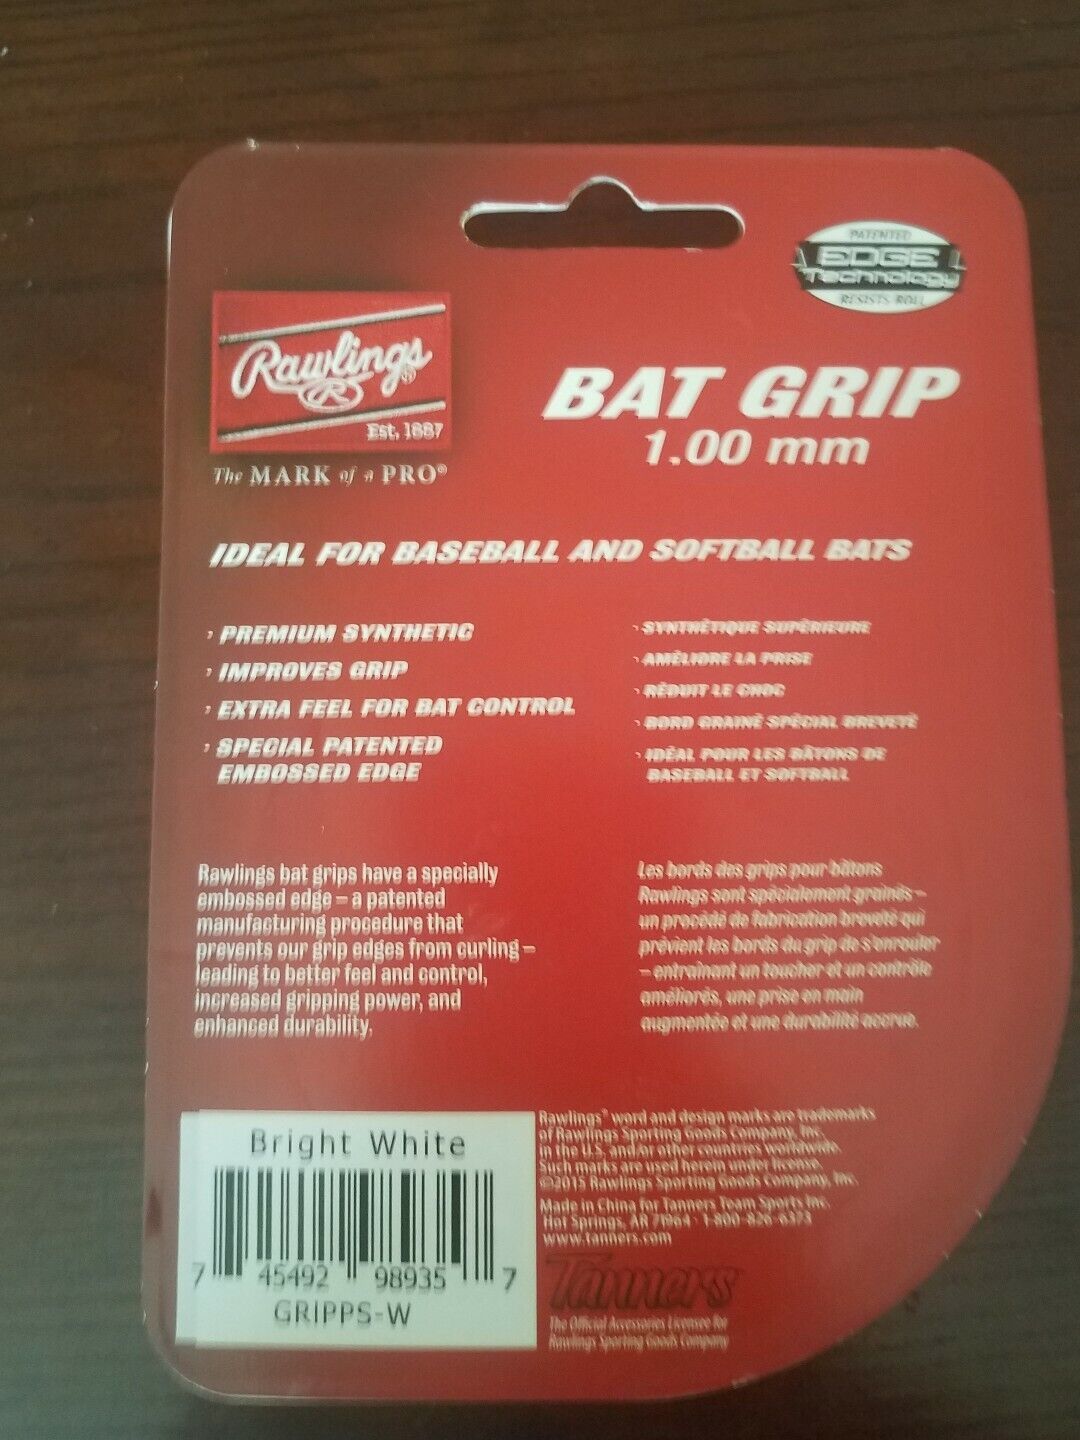 PATENTED
EDGE
Technology
RESISTS ROLL
Rawlings®
R
Est. 1887
The MARK of a PRO®
BAT GRIP
1.00 mm
IDEAL FOR BASEBALL AND SOFTBALL BATS
› PREMIUM SYNTHETIC
› IMPROVES GRIP
› EXTRA FEEL FOR BAT CONTROL
› SPECIAL PATENTED
EMBOSSED EDGE
› SYNTHÉTIQUE SUPÉRIEURE
› AMÉLIORE LA PRISE
› RÉDUIT LE CHOC
› BORD GRAINÉ SPÉCIAL BREVETÉ
› IDÉAL POUR LES BÂTONS DE
BASEBALL ET SOFTBALL
Rawlings bat grips have a specially
embossed edge – a patented
manufacturing procedure that
prevents our grip edges from curling –
leading to better feel and control,
increased gripping power, and
enhanced durability.
Les bords des grips pour bâtons
Rawlings sont spécialement grainés –
un procédé de fabrication breveté qui
prévient les bords du grip de s'enrouler
– entrainant un toucher et un contrôle
améliorés, une prise en main
augmentée et une durabilité accrue.
Bright White
7 45492 98935 7
GRIPPS-W
Rawlings® word and design marks are trademarks
of Rawlings Sporting Goods Company, Inc.
in the U.S. and/or other countries worldwide.
Such marks are used herein under license.
©2015 Rawlings Sporting Goods Company, Inc.
Made in China for Tanners Team Sports Inc.
Hot Springs, AR 71964 · 1-800-826-6373
www.tanners.com
Tanners
The Official Accessories Licensee for
Rawlings Sporting Goods Company